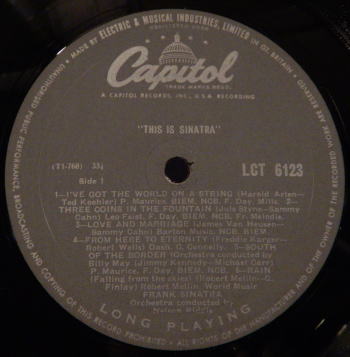 MADE BY ELECTRIC & MUSICAL INDUSTRIES, LIMITED IN GT. BRITAIN
REGISTERED USER
Capitol
TRADE MARKS REGD.
A CAPITOL RECORDS, INC., U.S.A. RECORDING
"THIS IS SINATRA"
(T1-768) 33⅓
LCT 6123
Side 1
1—I'VE GOT THE WORLD ON A STRING (Harold Arlen—
Ted Koehler) P. Maurice, BIEM, NCB, F. Day, Mills. 2—
THREE COINS IN THE FOUNTAIN (Jule Styne—Sammy
Cahn) Leo Feist, F. Day, BIEM, NCB, Fr. Melodie.
3—LOVE AND MARRIAGE (James Van Heusen—
Sammy Cahn) Barton Music, NCB, BIEM.
4—FROM HERE TO ETERNITY (Freddie Karger—
Robert Wells) Dash, G. Connelly. 5—SOUTH
OF THE BORDER (Orchestra conducted by
Billy May) (Jimmy Kennedy—Michael Carr)
P. Maurice, F. Day, BIEM, NCB. 6—RAIN
(Falling from the skies) (Robert Mellin—G.
Finlay) Robert Mellin, World Music
FRANK SINATRA
Orchestra conducted by
Nelson Riddle
LONG PLAYING
UNAUTHORISED PUBLIC PERFORMANCE, BROADCASTING AND COPYING OF THIS RECORD PROHIBITED • ALL RIGHTS OF THE MANUFACTURER AND OF THE OWNER OF THE RECORDED WORK ARE RESERVED